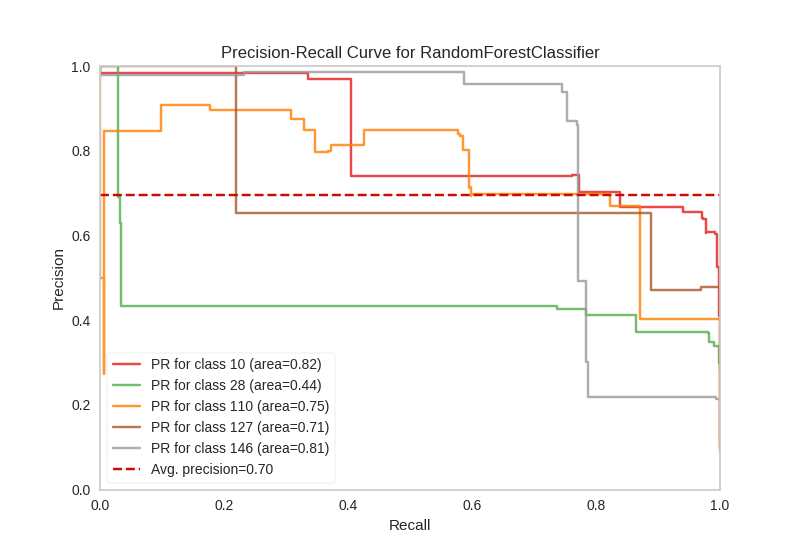 Precision-Recall Curve for RandomForestClassifier
1.0
0.8
0.6
0.4
0.2
0.0
Precision
PR for class 10 (area=0.82)
PR for class 28 (area=0.44)
PR for class 110 (area=0.75)
PR for class 127 (area=0.71)
PR for class 146 (area=0.81)
Avg. precision=0.70
0.0 0.2 0.4 0.6 0.8 1.0
Recall